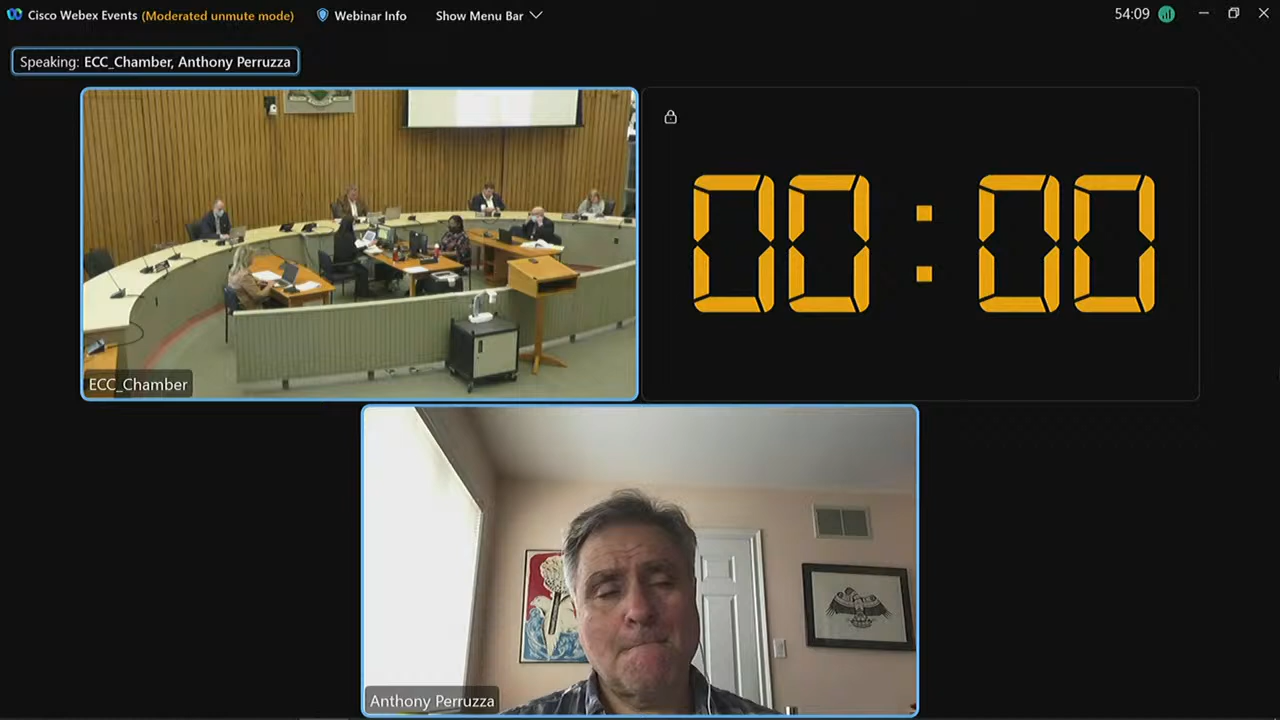 Cisco Webex Events (Moderated unmute mode) Webinar Info Show Menu Bar 54:09
Speaking: ECC_Chamber, Anthony Perruzza
00:00
ECC_Chamber
Anthony Perruzza